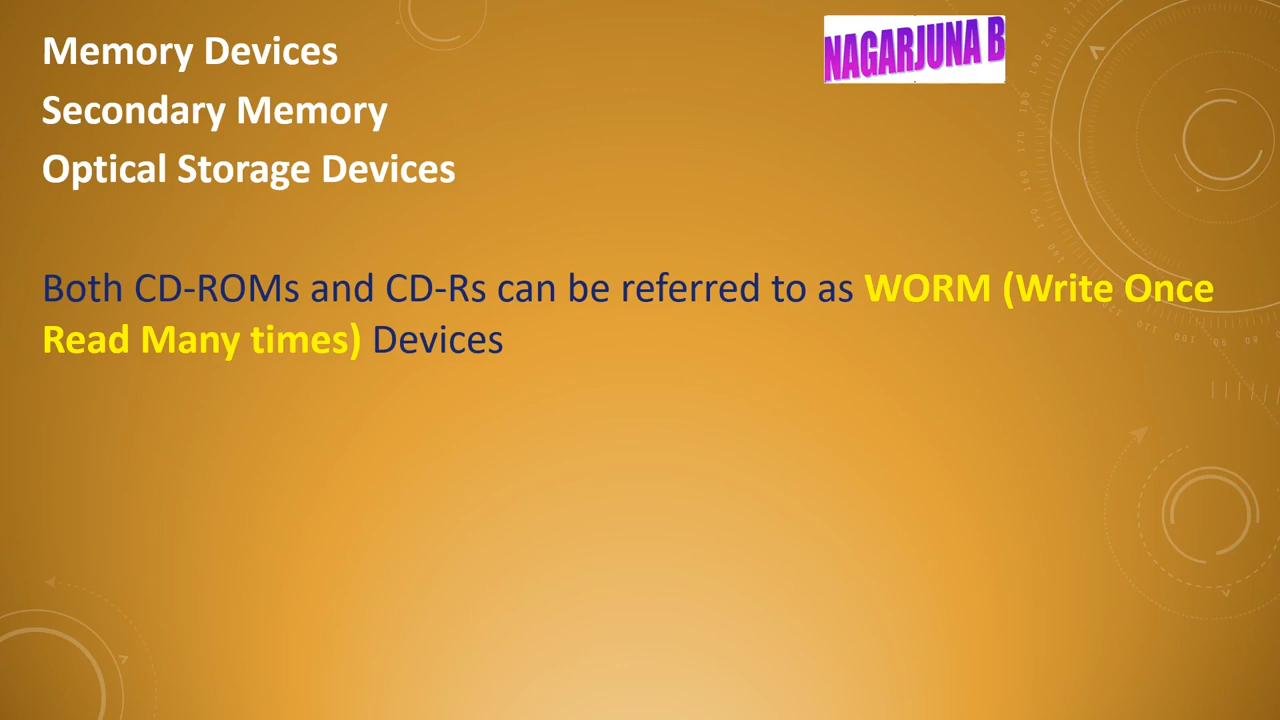 Memory Devices
NAGARJUNA B
Secondary Memory
Optical Storage Devices
Both CD-ROMs and CD-Rs can be referred to as WORM (Write Once
Read Many times) Devices